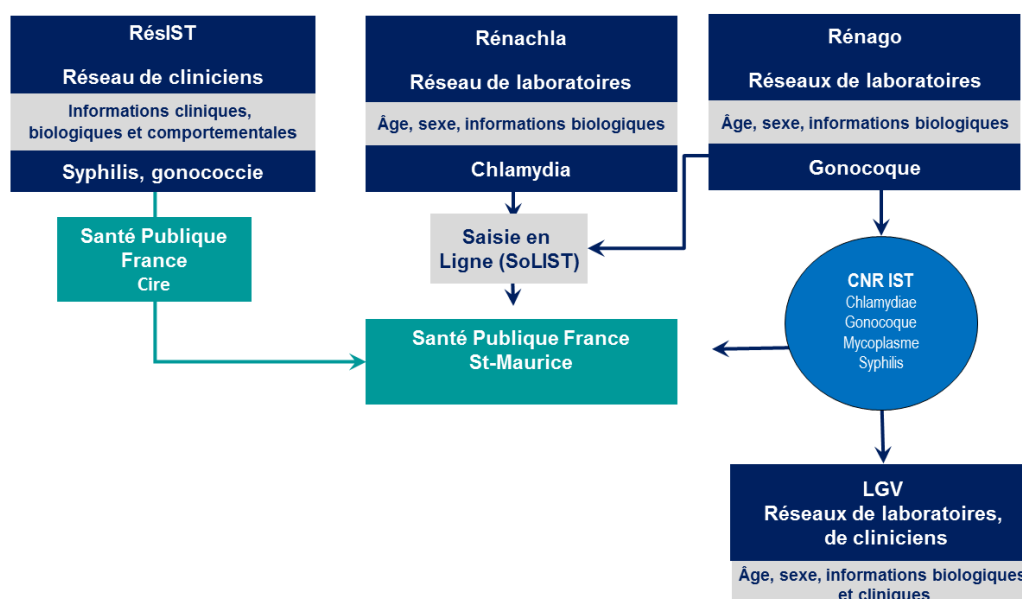 RésIST
Réseau de cliniciens
Informations cliniques,
biologiques et comportementales
Syphilis, gonococcie
Santé Publique
France
Cire
Rénachla
Réseau de laboratoires
Âge, sexe, informations biologiques
Chlamydia
Saisie en
Ligne (SoLIST)
Santé Publique France
St-Maurice
Rénago
Réseaux de laboratoires
Âge, sexe, informations biologiques
Gonocoque
CNR IST
Chlamydiae
Gonocoque
Mycoplasme
Syphilis
LGV
Réseaux de laboratoires,
de cliniciens
Âge, sexe, informations biologiques
et cliniques